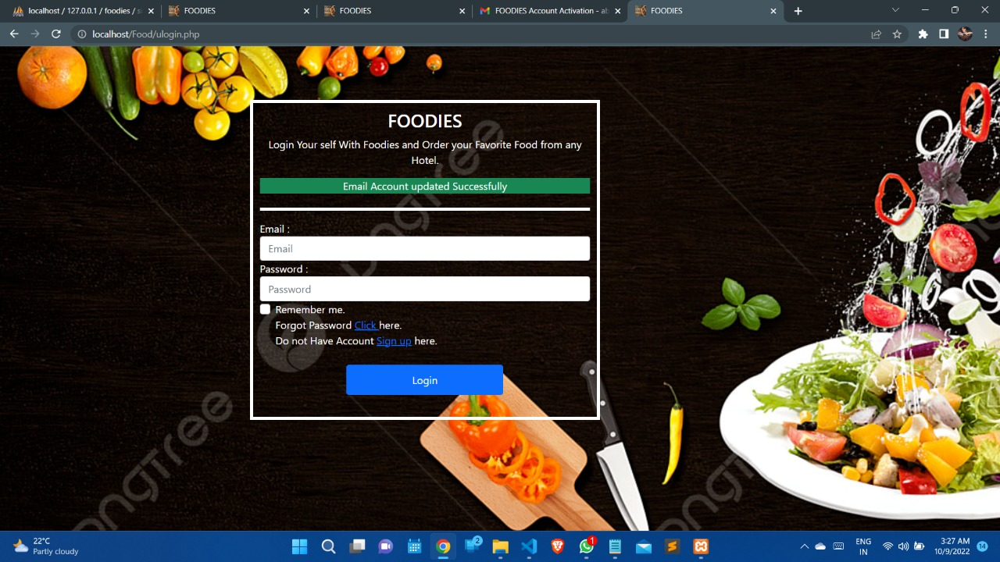 localhost / 127.0.0.1 / foodies / s
FOODIES
FOODIES
FOODIES Account Activation - ab
FOODIES
localhost/Food/ulogin.php
FOODIES
Login Your self With Foodies and Order your Favorite Food from any
Hotel.
Email Account updated Successfully
Email :
Email
Password :
Password
Remember me.
Forgot Password Click here.
Do not Have Account Sign up here.
Login
22°C
Partly cloudy
2
1
ENG
IN
3:27 AM
10/9/2022
14